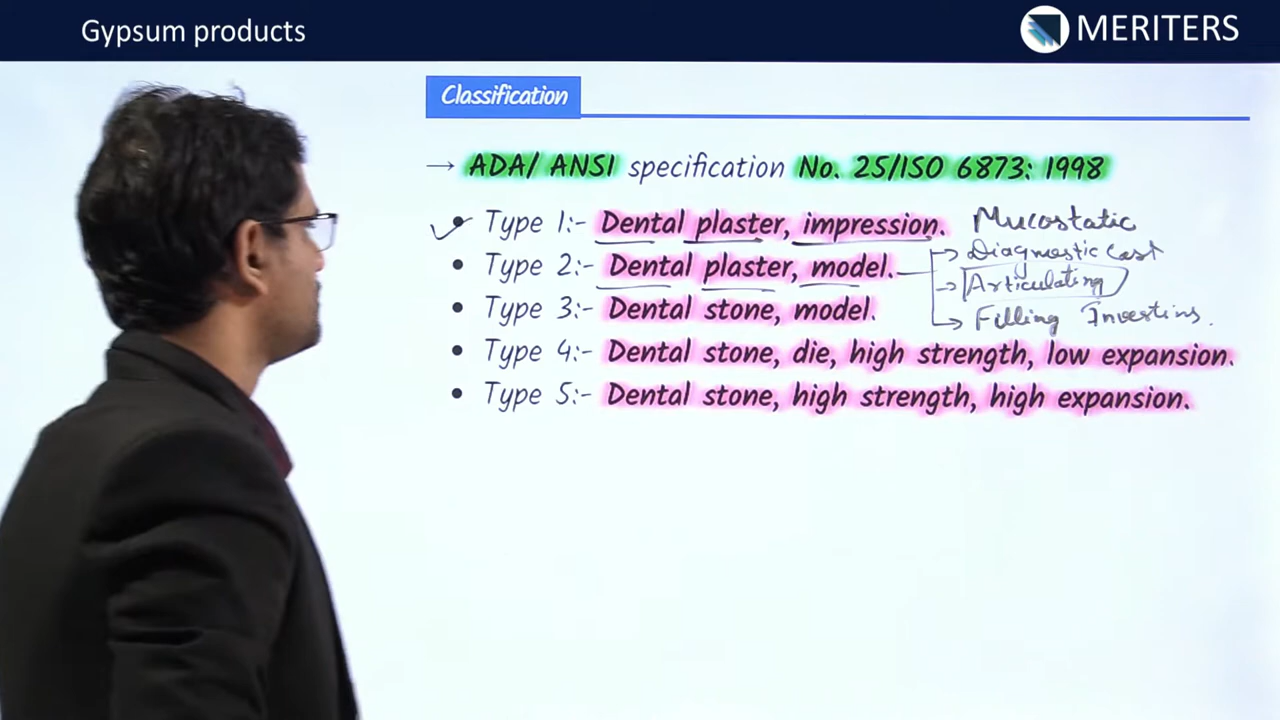 Gypsum products
MERITERS
Classification
→ ADA/ ANSI specification No. 25/ISO 6873: 1998
• Type 1:- Dental plaster, impression. Mucostatic
• Type 2:- Dental plaster, model.
→ Diagnostic Cast
→ Articulating
→ Filling
• Type 3:- Dental stone, model.
• Type 4:- Dental stone, die, high strength, low expansion.
• Type 5:- Dental stone, high strength, high expansion.